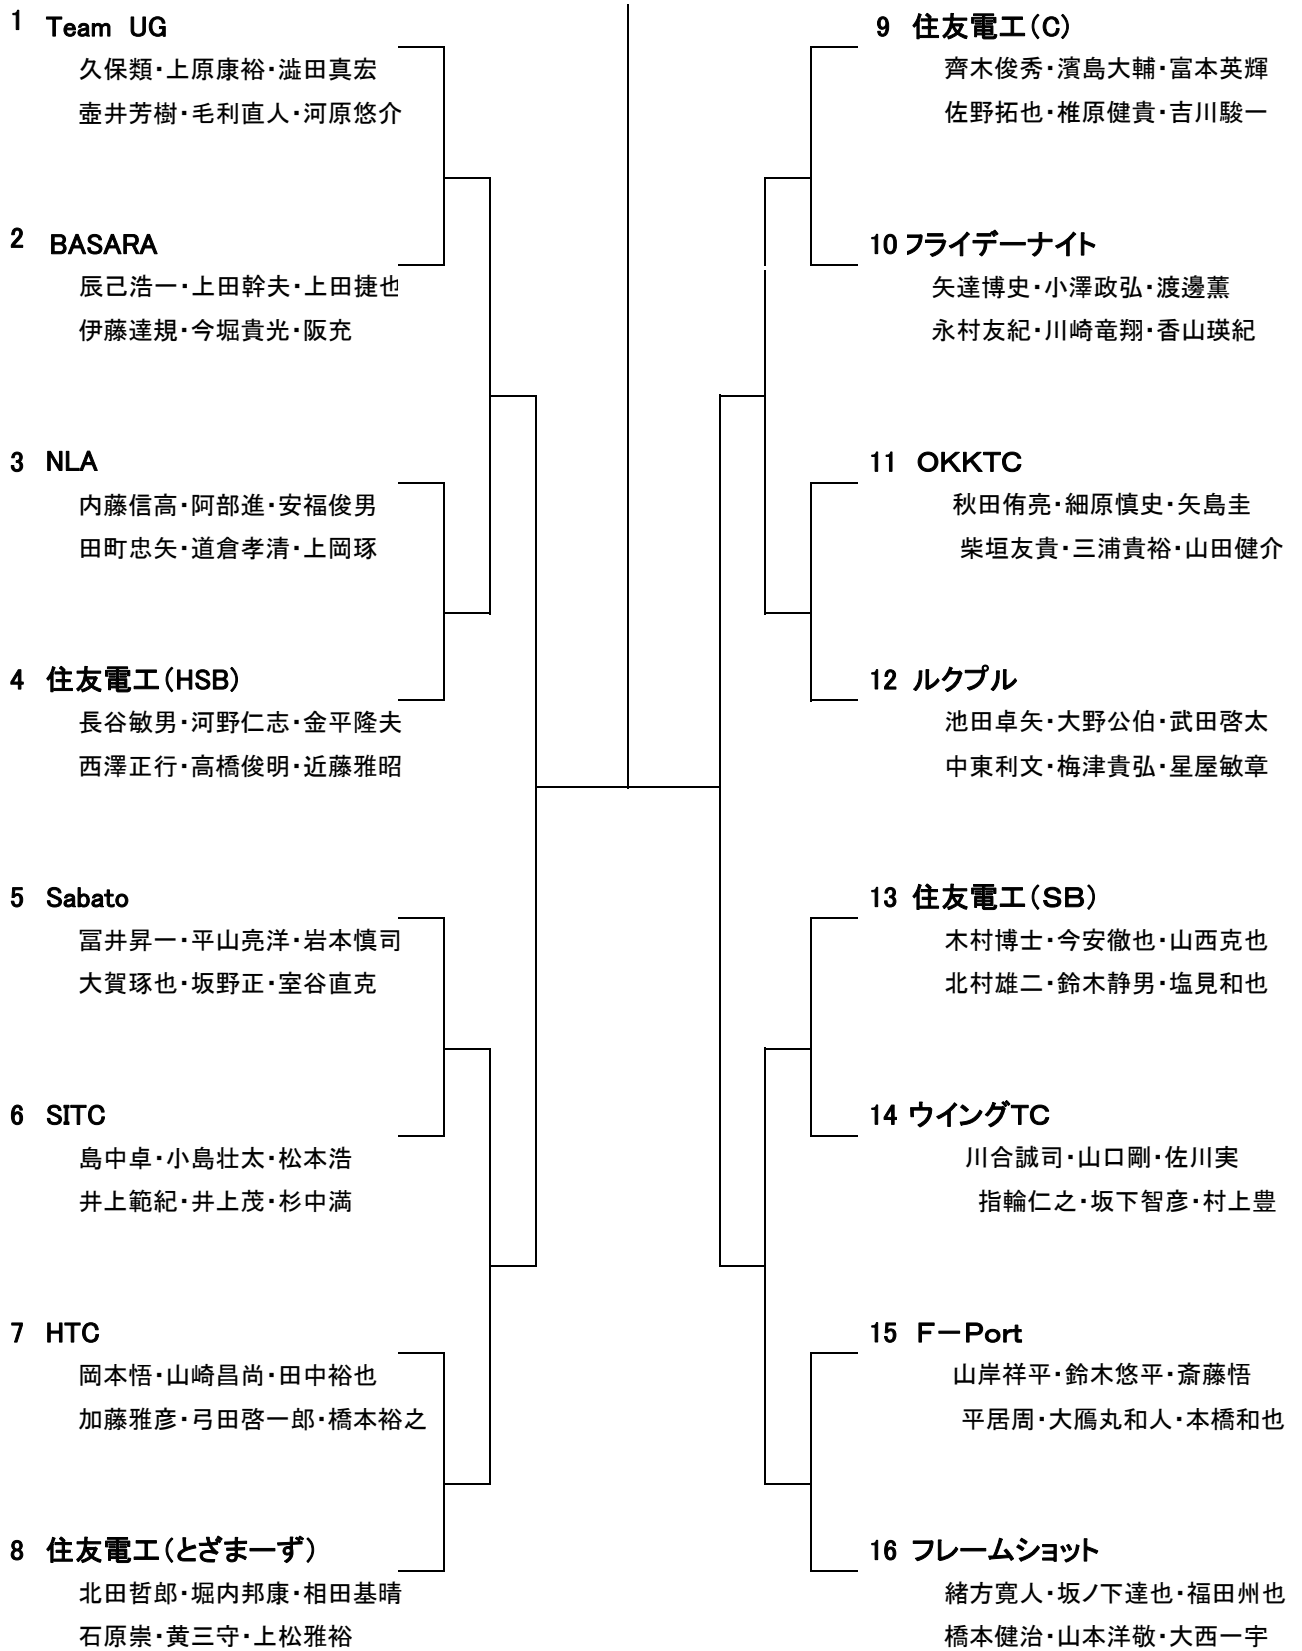 1 Team UG
久保類・上原康裕・澁田真宏
壺井芳樹・毛利直人・河原悠介
2 BASARA
辰己浩一・上田幹夫・上田捷也
伊藤達規・今堀貴光・阪充
3 NLA
内藤信高・阿部進・安福俊男
田町忠矢・道倉孝清・上岡琢
4 住友電工（HSB）
長谷敏男・河野仁志・金平隆夫
西澤正行・高橋俊明・近藤雅昭
5 Sabato
冨井昇一・平山亮洋・岩本慎司
大賀琢也・坂野正・室谷直克
6 SITC
島中卓・小島壮太・松本浩
井上範紀・井上茂・杉中満
7 HTC
岡本悟・山崎昌尚・田中裕也
加藤雅彦・弓田啓一郎・橋本裕之
8 住友電工（とざまーず）
北田哲郎・堀内邦康・相田基晴
石原崇・黄三守・上松雅裕
9 住友電工（C）
齊木俊秀・濱島大輔・富本英輝
佐野拓也・椎原健貴・吉川駿一
10 フライデーナイト
矢達博史・小澤政弘・渡邊薫
永村友紀・川崎竜翔・香山瑛紀
11 ＯＫＫＴＣ
秋田侑亮・細原慎史・矢島圭
柴垣友貴・三浦貴裕・山田健介
12 ルクプル
池田卓矢・大野公伯・武田啓太
中東利文・梅津貴弘・星屋敏章
13 住友電工（ＳＢ）
木村博士・今安徹也・山西克也
北村雄二・鈴木静男・塩見和也
14 ウイングTC
川合誠司・山口剛・佐川実
指輪仁之・坂下智彦・村上豊
15 Ｆ－Ｐｏｒｔ
山岸祥平・鈴木悠平・斎藤悟
平居周・大鴈丸和人・本橋和也
16 フレームショット
緒方寛人・坂ノ下達也・福田州也
橋本健治・山本洋敬・大西一宇